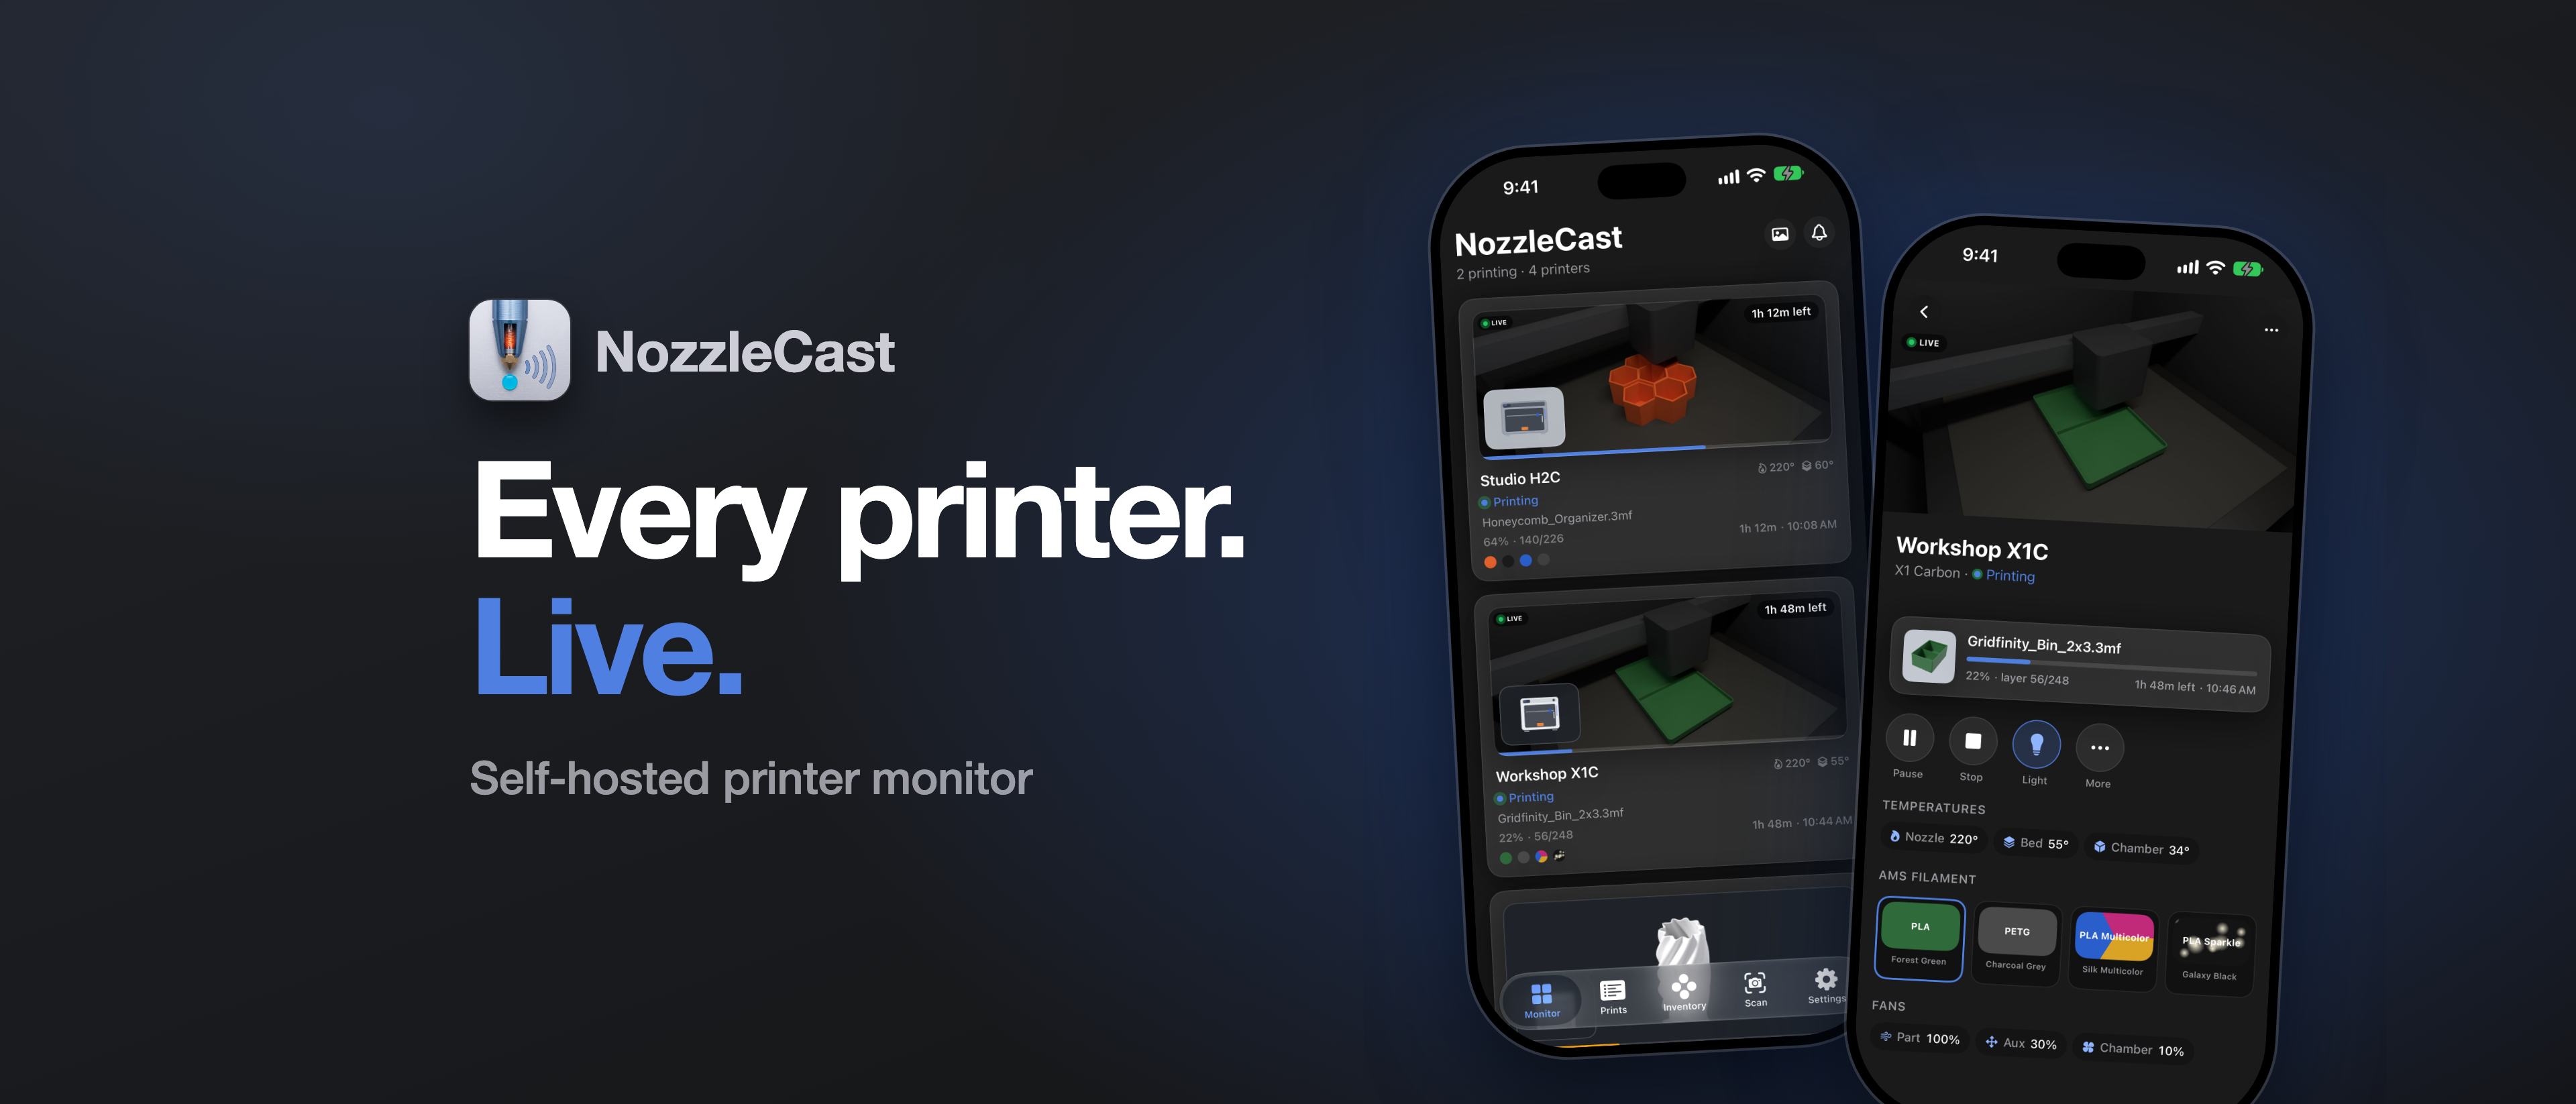 NozzleCast
Every printer.
Live.
Self-hosted printer monitor
9:41
NozzleCast
2 printing · 4 printers
LIVE
1h 12m left
Studio H2C
220° 60°
Printing
Honeycomb_Organizer.3mf
64% · 140/226
1h 12m · 10:08 AM
LIVE
1h 48m left
Workshop X1C
220° 55°
Printing
Gridfinity_Bin_2x3.3mf
22% · 56/248
1h 48m · 10:44 AM
Monitor
Prints
Inventory
Scan
Settings
9:41
LIVE
Workshop X1C
X1 Carbon · Printing
Gridfinity_Bin_2x3.3mf
22% · layer 56/248
1h 48m left · 10:46 AM
Pause
Stop
Light
More
TEMPERATURES
Nozzle 220°
Bed 55°
Chamber 34°
AMS FILAMENT
PLA
Forest Green
PETG
Charcoal Grey
PLA Multicolor
Silk Multicolor
PLA Sparkle
Galaxy Black
FANS
Part 100%
Aux 30%
Chamber 10%